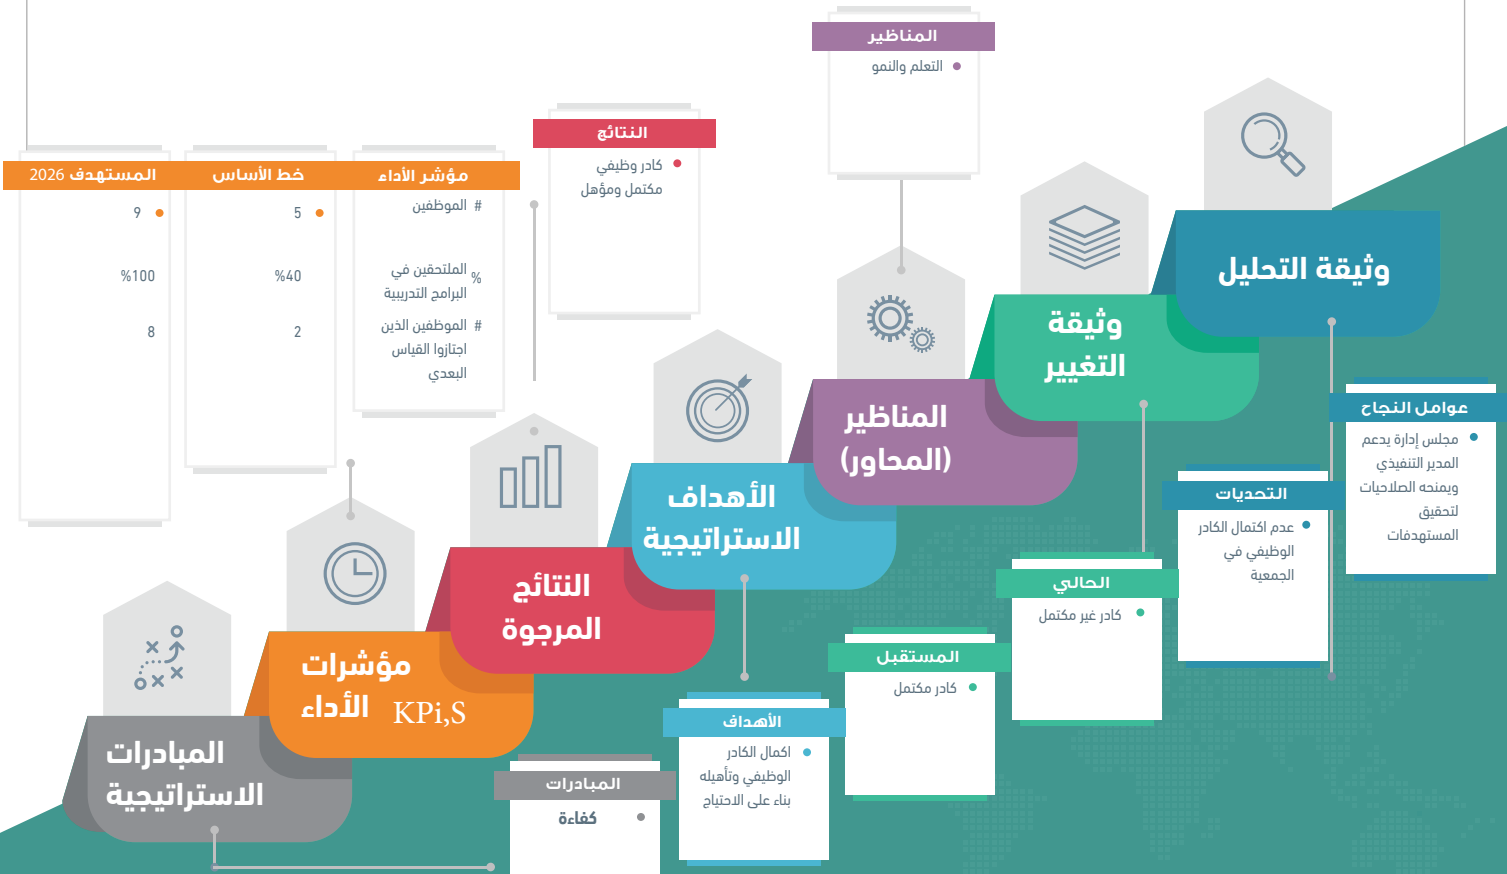 المناظير
التعلم والنمو
النتائج
كادر وظيفي
مكتمل ومؤهل
مؤشر الأداء
خط الأساس
المستهدف 2026
# الموظفين
5
9
% الملتحقين في
البرامج التدريبية
%40
%100
# الموظفين الذين
اجتازوا القياس
البعدي
2
8
وثيقة التحليل
وثيقة
التغيير
المناظير
(المحاور)
الأهداف
الاستراتيجية
النتائج
المرجوة
مؤشرات
الأداء KPi,S
المبادرات
الاستراتيجية
عوامل النجاح
مجلس إدارة يدعم
المدير التنفيذي
ويمنحه الصلاحيات
لتحقيق
المستهدفات
التحديات
عدم اكتمال الكادر
الوظيفي في
الجمعية
الحالي
كادر غير مكتمل
المستقبل
كادر مكتمل
الأهداف
اكمال الكادر
الوظيفي وتأهيله
بناء على الاحتياج
المبادرات
كفاءة